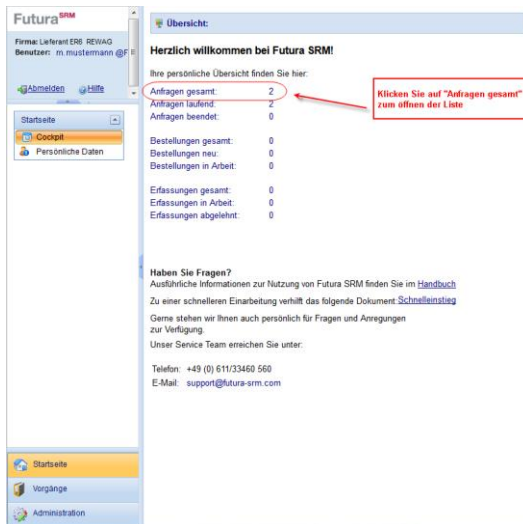 FuturaSRM
Firma: Lieferant ER6 REWAG
Benutzer: m.mustermann @F
Abmelden Hilfe
Startseite
Cockpit
Persönliche Daten
Startseite
Vorgänge
Administration
Übersicht:
Herzlich willkommen bei Futura SRM!
Ihre persönliche Übersicht finden Sie hier:
Anfragen gesamt: 2
Anfragen laufend: 2
Anfragen beendet: 0
Bestellungen gesamt: 0
Bestellungen neu: 0
Bestellungen in Arbeit: 0
Erfassungen gesamt: 0
Erfassungen in Arbeit: 0
Erfassungen abgelehnt: 0
Klicken Sie auf "Anfragen gesamt"
zum öffnen der Liste
Haben Sie Fragen?
Ausführliche Informationen zur Nutzung von Futura SRM finden Sie im Handbuch
Zu einer schnelleren Einarbeitung verhilft das folgende Dokument: Schnelleinstieg
Gerne stehen wir Ihnen auch persönlich für Fragen und Anregungen
zur Verfügung.
Unser Service Team erreichen Sie unter:
Telefon: +49 (0) 611/33460 560
E-Mail: support@futura-srm.com